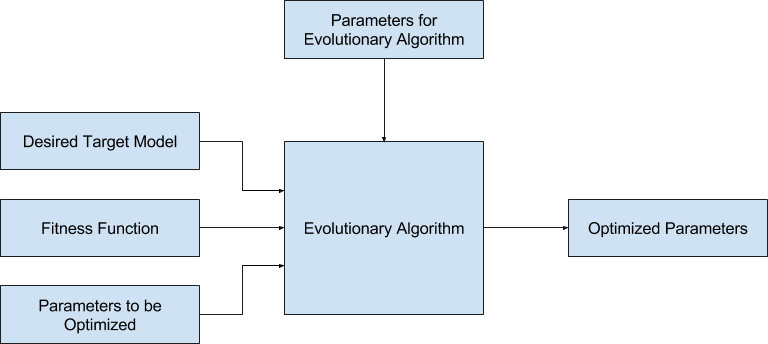 Parameters for
Evolutionary Algorithm
Desired Target Model
Fitness Function
Parameters to be
Optimized
Evolutionary Algorithm
Optimized Parameters